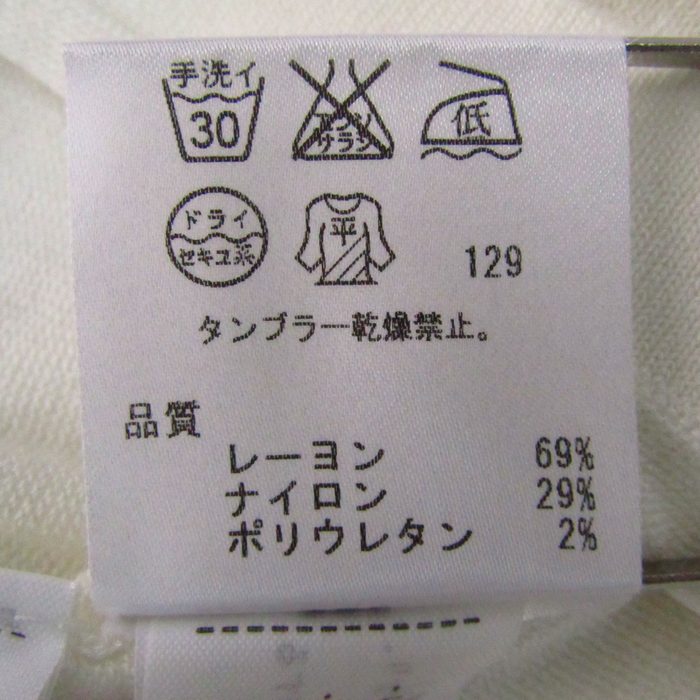 手洗イ
30
エンソ
サラシ
低
ドライ
セキユ系
平
129
タンブラー乾燥禁止。
品質
レーヨン 69%
ナイロン 29%
ポリウレタン 2%